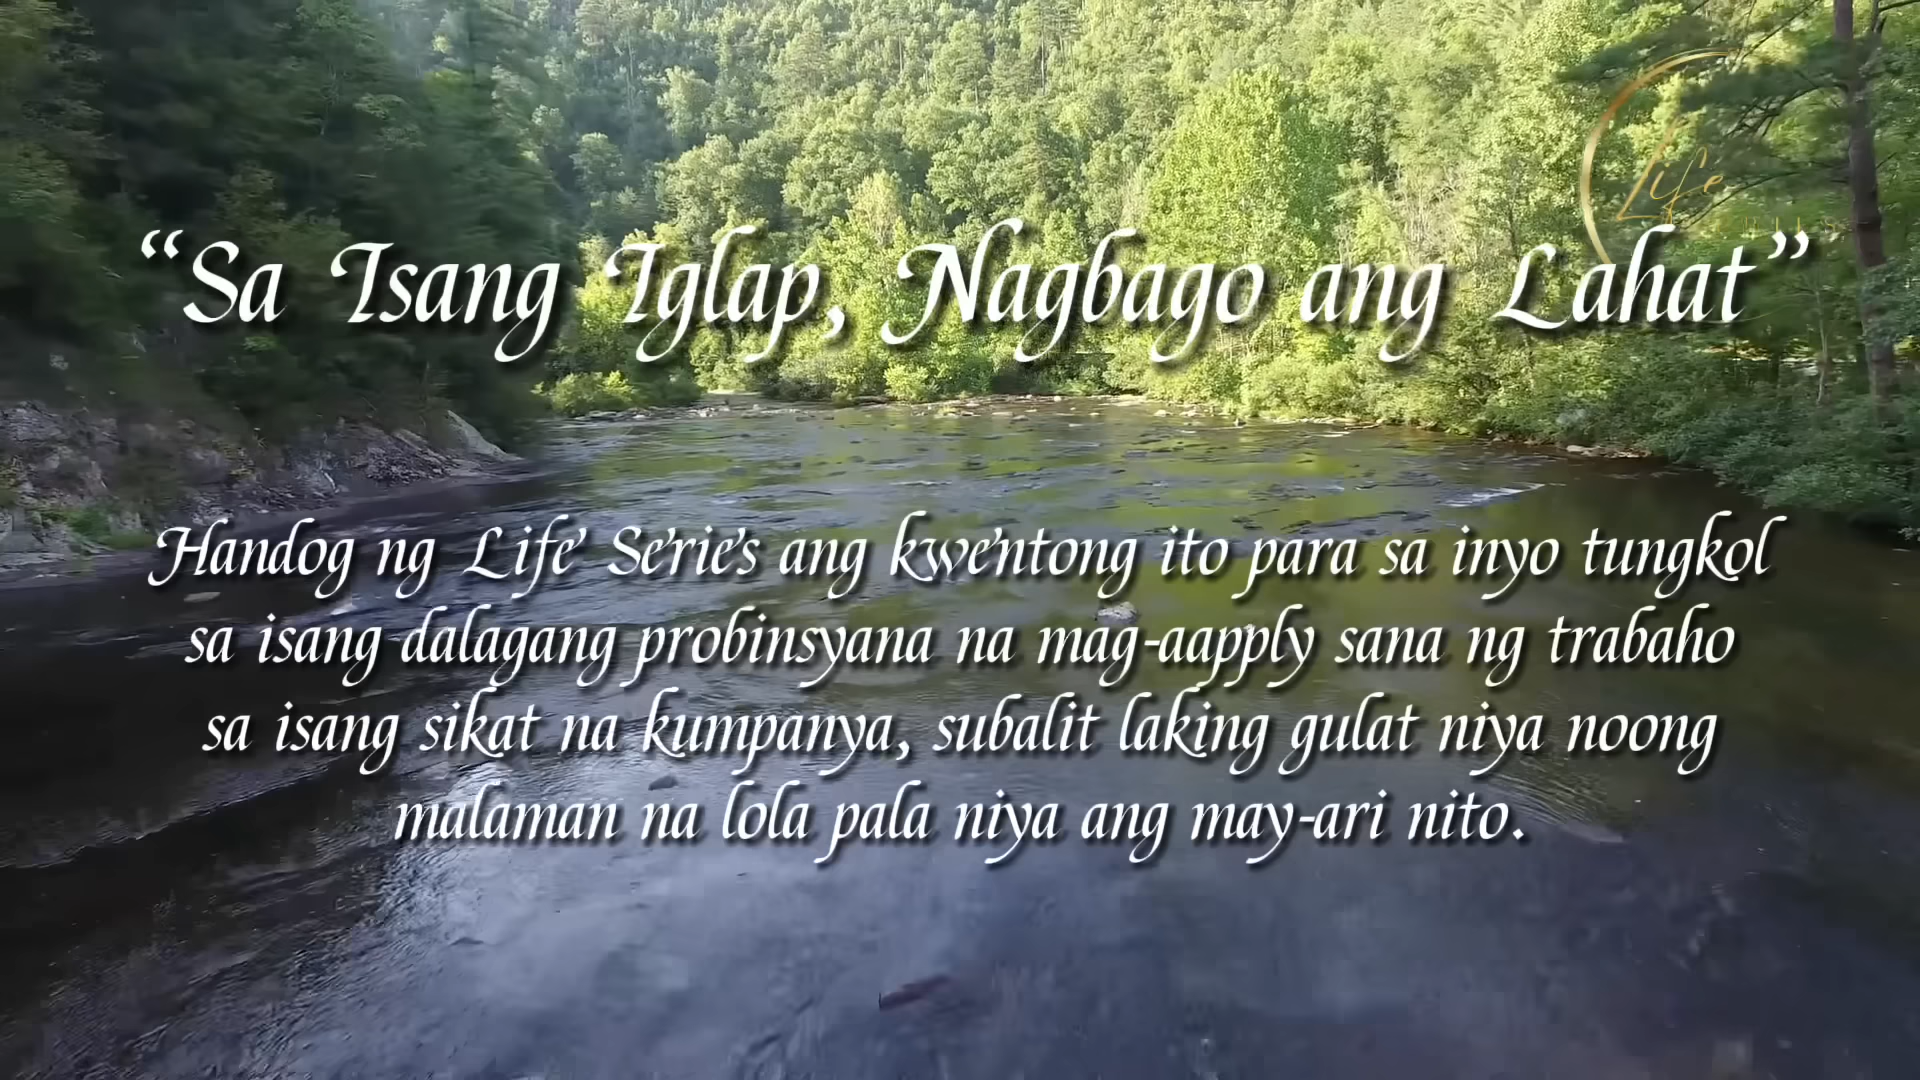 “Sa Isang Iglap, Nagbago ang Lahat”
Handog ng Life Series ang kwentong ito para sa inyo tungkol
sa isang dalagang probinsyana na mag-aapply sana ng trabaho
sa isang sikat na kumpanya, subalit laking gulat niya noong
malaman na lola pala niya ang may-ari nito.
Life